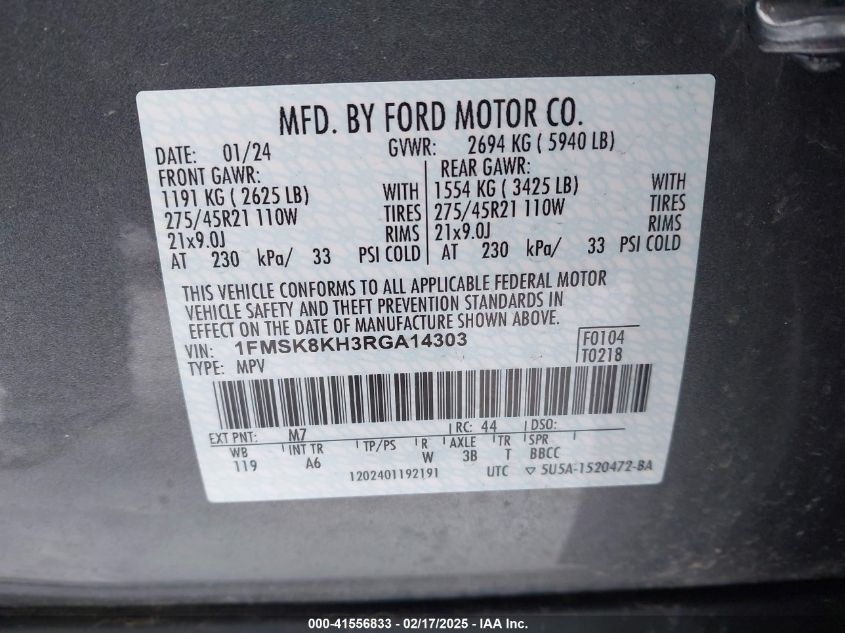 MFD. BY FORD MOTOR CO.
DATE: 01/24 GVWR: 2694 KG ( 5940 LB)
FRONT GAWR: REAR GAWR:
1191 KG ( 2625 LB) WITH 1554 KG ( 3425 LB) WITH
275/45R21 110W TIRES 275/45R21 110W TIRES
21x9.0J RIMS 21x9.0J RIMS
AT 230 kPa/ 33 PSI COLD AT 230 kPa/ 33 PSI COLD
THIS VEHICLE CONFORMS TO ALL APPLICABLE FEDERAL MOTOR
VEHICLE SAFETY AND THEFT PREVENTION STANDARDS IN
EFFECT ON THE DATE OF MANUFACTURE SHOWN ABOVE.
VIN: 1FMSK8KH3RGA14303 F0104
TYPE: MPV T0218
EXT PNT: M7 RC: 44 DSO:
WB INT TR TP/PS R AXLE TR SPR
119 A6 W 3B T BBCC
1202401192191 UTC ▽ 5U5A-1520472-BA
000-41556833 / 02/17/2025 — IAA Inc.